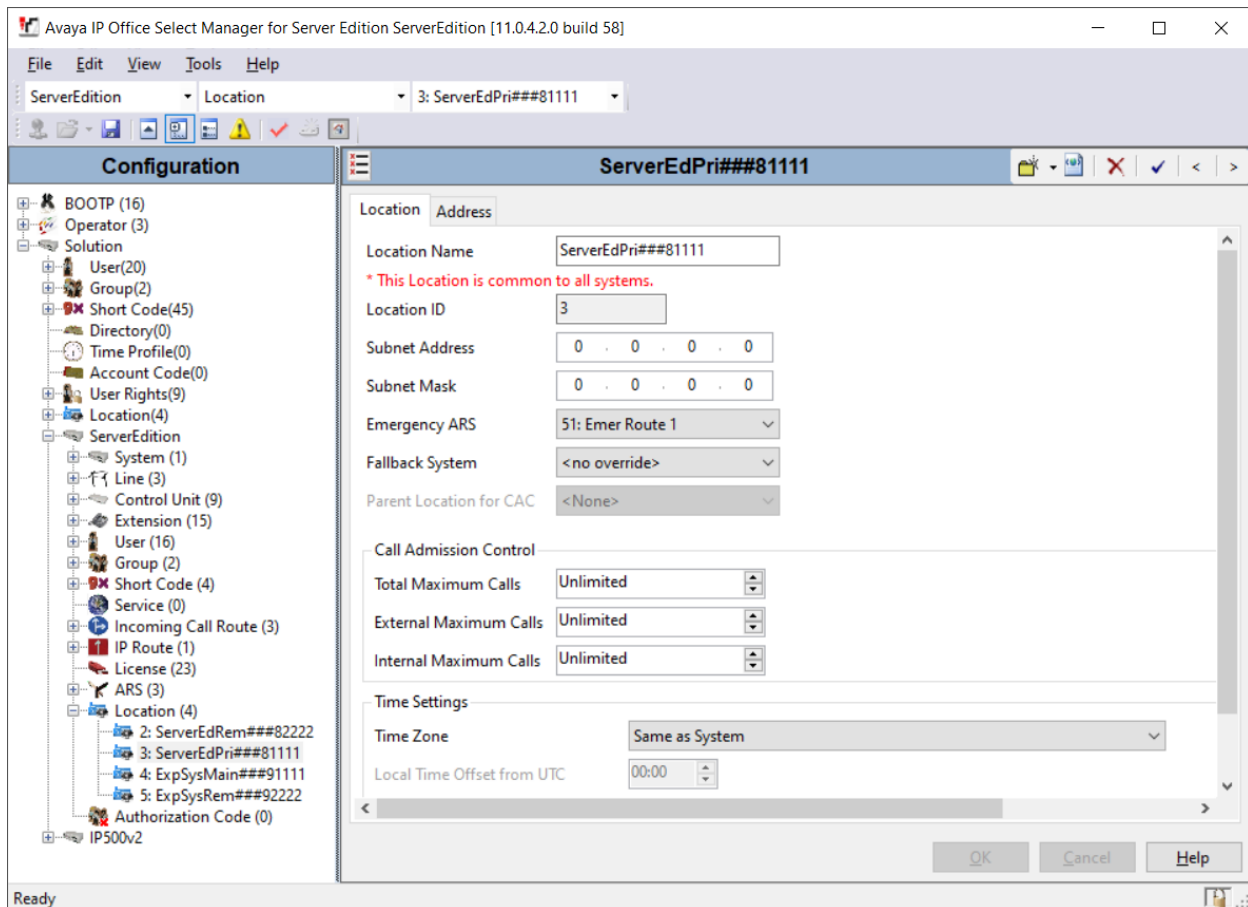 Avaya IP Office Select Manager for Server Edition ServerEdition [11.0.4.2.0 build 58]
File Edit View Tools Help
ServerEdition Location 3: ServerEdPri###81111
Configuration
BOOTP (16)
Operator (3)
Solution
User(20)
Group(2)
Short Code(45)
Directory(0)
Time Profile(0)
Account Code(0)
User Rights(9)
Location(4)
ServerEdition
System (1)
Line (3)
Control Unit (9)
Extension (15)
User (16)
Group (2)
Short Code (4)
Service (0)
Incoming Call Route (3)
IP Route (1)
License (23)
ARS (3)
Location (4)
2: ServerEdRem###82222
3: ServerEdPri###81111
4: ExpSysMain###91111
5: ExpSysRem###92222
Authorization Code (0)
IP500v2
ServerEdPri###81111
Location Address
Location Name ServerEdPri###81111
* This Location is common to all systems.
Location ID 3
Subnet Address 0 . 0 . 0 . 0
Subnet Mask 0 . 0 . 0 . 0
Emergency ARS 51: Emer Route 1
Fallback System <no override>
Parent Location for CAC <None>
Call Admission Control
Total Maximum Calls Unlimited
External Maximum Calls Unlimited
Internal Maximum Calls Unlimited
Time Settings
Time Zone Same as System
Local Time Offset from UTC 00:00
OK Cancel Help
Ready